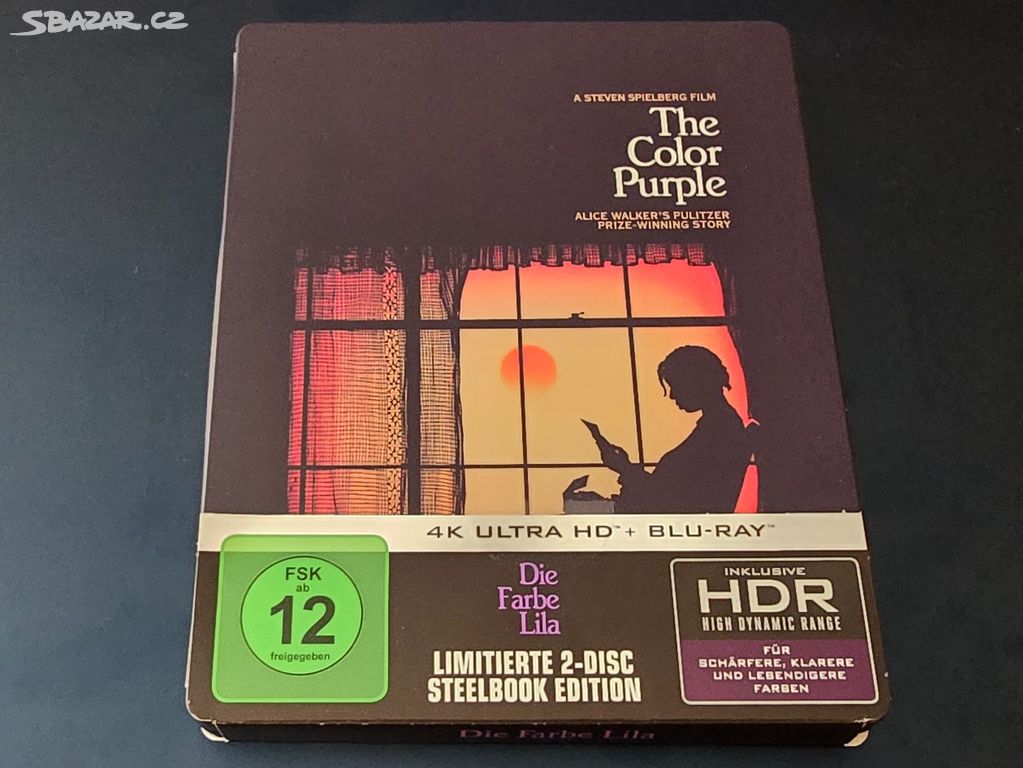 SBAZAR.CZ
A STEVEN SPIELBERG FILM
The
Color
Purple
ALICE WALKER'S PULITZER
PRIZE-WINNING STORY
4K ULTRA HD™ + BLU-RAY™
FSK
ab
12
freigegeben
Die
Farbe
Lila
LIMITIERTE 2-DISC
STEELBOOK EDITION
INKLUSIVE
HDR
HIGH DYNAMIC RANGE
FÜR
SCHÄRFERE, KLARERE
UND LEBENDIGERE
FARBEN
Die Farbe Lila